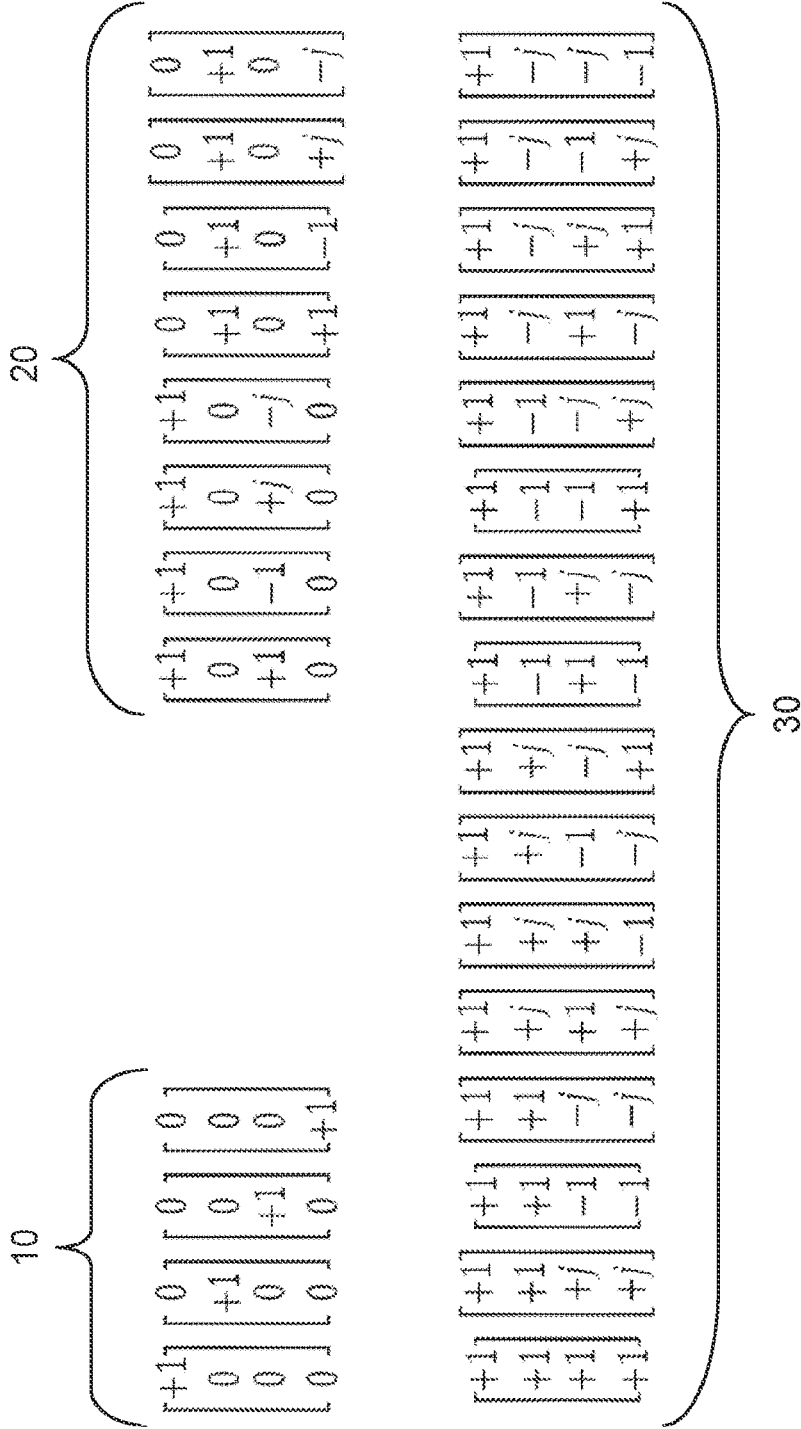 10 20
+1 0 0 0 +1 +1 +1 +1 0 0 0 0
0 +1 0 0 0 0 0 0 +1 +1 +1 +1
0 0 +1 0 +1 −1 +j −j 0 0 0 0
0 0 0 +1 0 0 0 0 +1 −1 +j −j
+1 +1 +1 +1 +1 +1 +1 +1 +1 +1 +1 +1 +1 +1 +1 +1
+1 +1 +1 +1 +j +j +j +j −1 −1 −1 −1 −j −j −j −j
+1 +j −1 −j +1 +j −1 −j +1 +j −1 −j +1 +j −1 −j
+1 +j −1 −j +j −1 −j +1 −1 −j +1 +j −j +1 +j −1
30